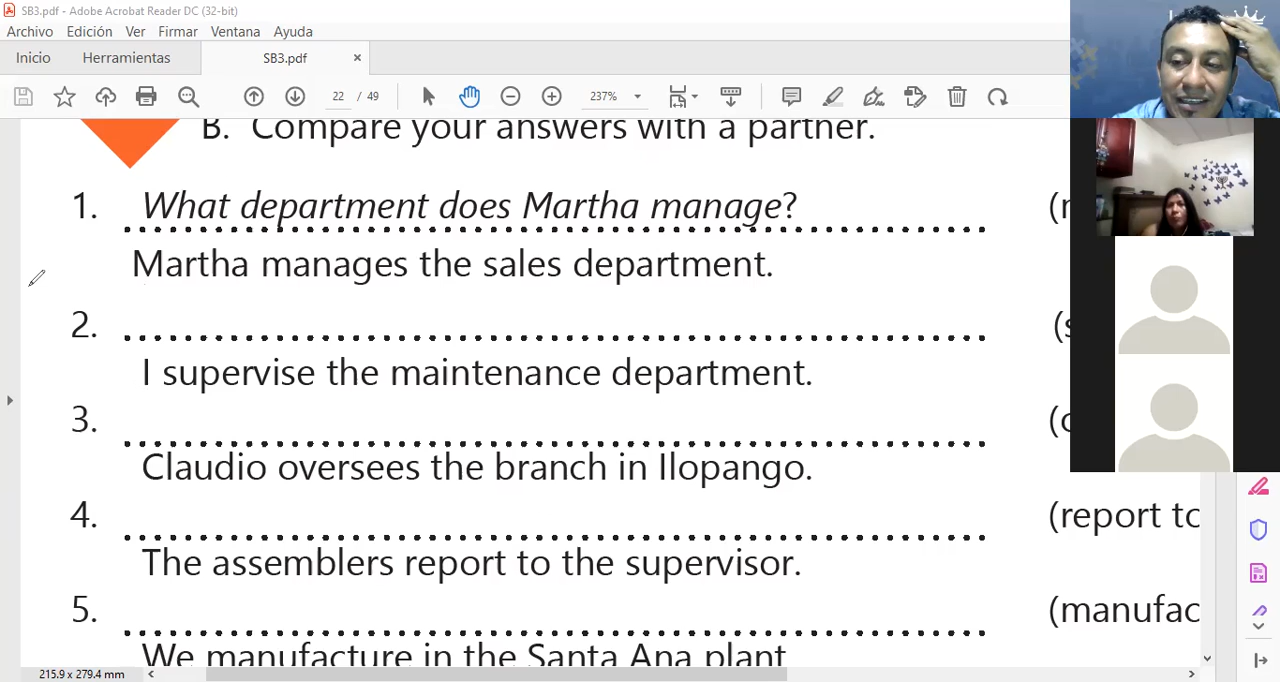 SB3.pdf - Adobe Acrobat Reader DC (32-bit)
Archivo Edición Ver Firmar Ventana Ayuda
Inicio Herramientas SB3.pdf ×
22 / 49 237%
B. Compare your answers with a partner.
1. What department does Martha manage?
Martha manages the sales department.
2.
I supervise the maintenance department.
3.
Claudio oversees the branch in Ilopango.
4. (report to
The assemblers report to the supervisor.
5. (manufac
We manufacture in the Santa Ana plant
215.9 x 279.4 mm